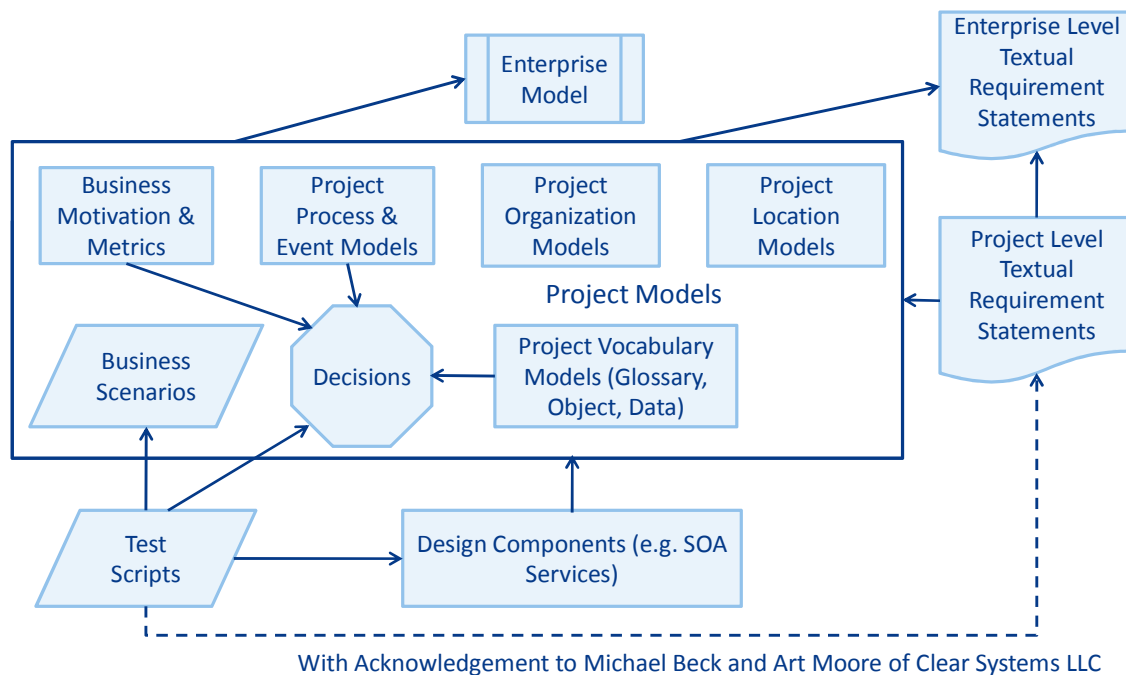 Enterprise
Model
Enterprise Level
Textual
Requirement
Statements
Business
Motivation &
Metrics
Project
Process &
Event Models
Project
Organization
Models
Project
Location
Models
Project Level
Textual
Requirement
Statements
Project Models
Business
Scenarios
Decisions
Project Vocabulary
Models (Glossary,
Object, Data)
Test
Scripts
Design Components (e.g. SOA
Services)
With Acknowledgement to Michael Beck and Art Moore of Clear Systems LLC